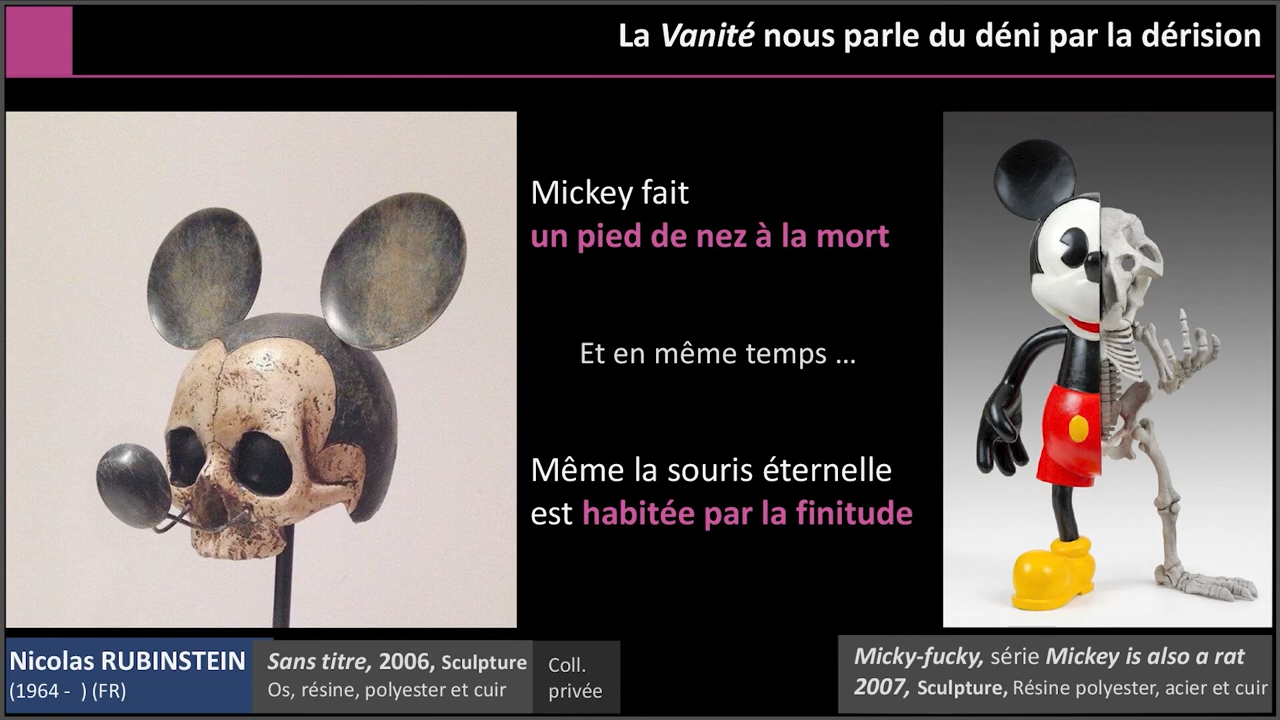 La Vanité nous parle du déni par la dérision
Mickey fait
un pied de nez à la mort
Et en même temps ...
Même la souris éternelle
est habitée par la finitude
Nicolas RUBINSTEIN
(1964 - ) (FR)
Sans titre, 2006, Sculpture
Os, résine, polyester et cuir
Coll.
privée
Micky-fucky, série Mickey is also a rat
2007, Sculpture, Résine polyester, acier et cuir